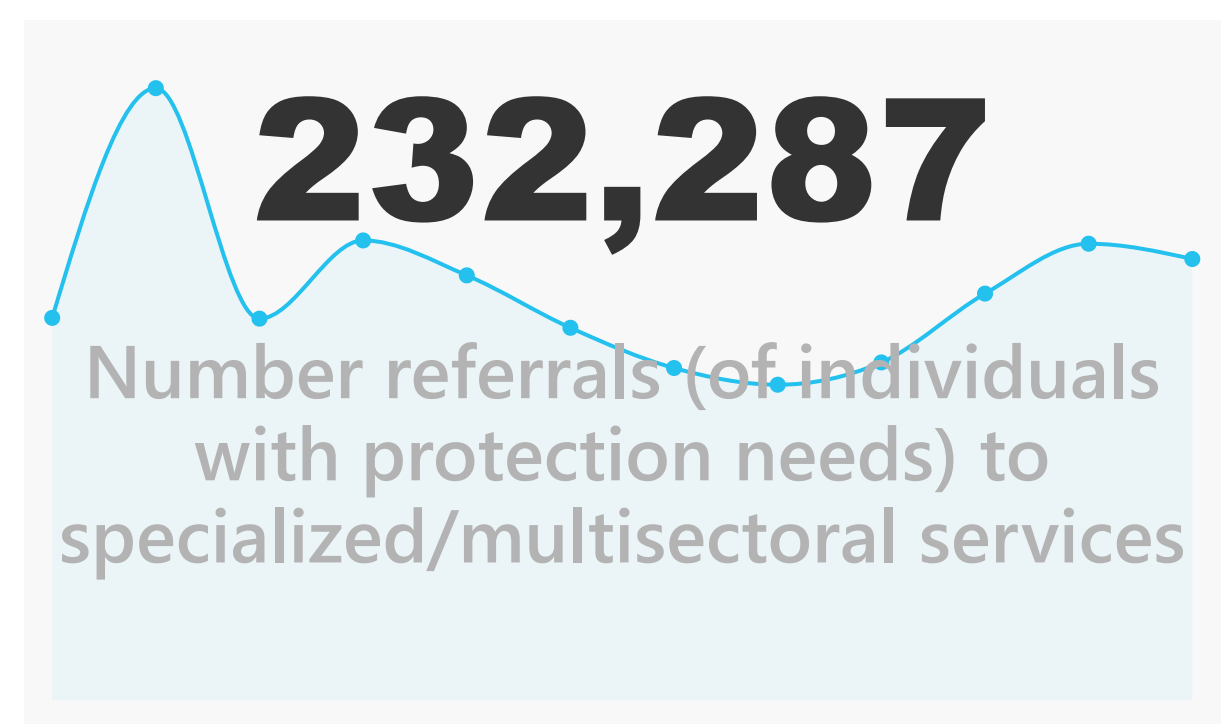 232,287
Number referrals (of individuals
with protection needs) to
specialized/multisectoral services